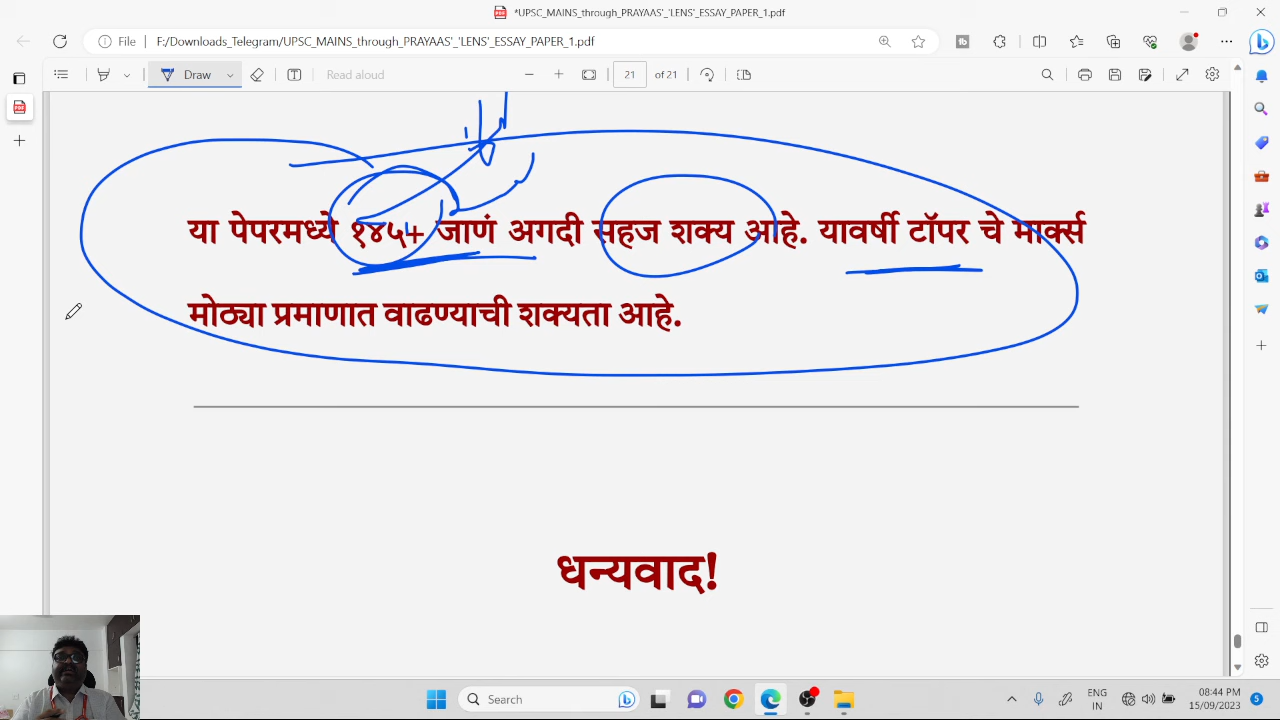 *UPSC_MAINS_through_PRAYAAS'_'LENS'_ESSAY_PAPER_1.pdf
File F:/Downloads_Telegram/UPSC_MAINS_through_PRAYAAS'_'LENS'_ESSAY_PAPER_1.pdf
Draw Read aloud 21 of 21
या पेपरमध्ये १४५+ जाणं अगदी सहज शक्य आहे. यावर्षी टॉपर चे मार्क्स
मोठ्या प्रमाणात वाढण्याची शक्यता आहे.
धन्यवाद!
Search ENG IN 08:44 PM 15/09/2023 5